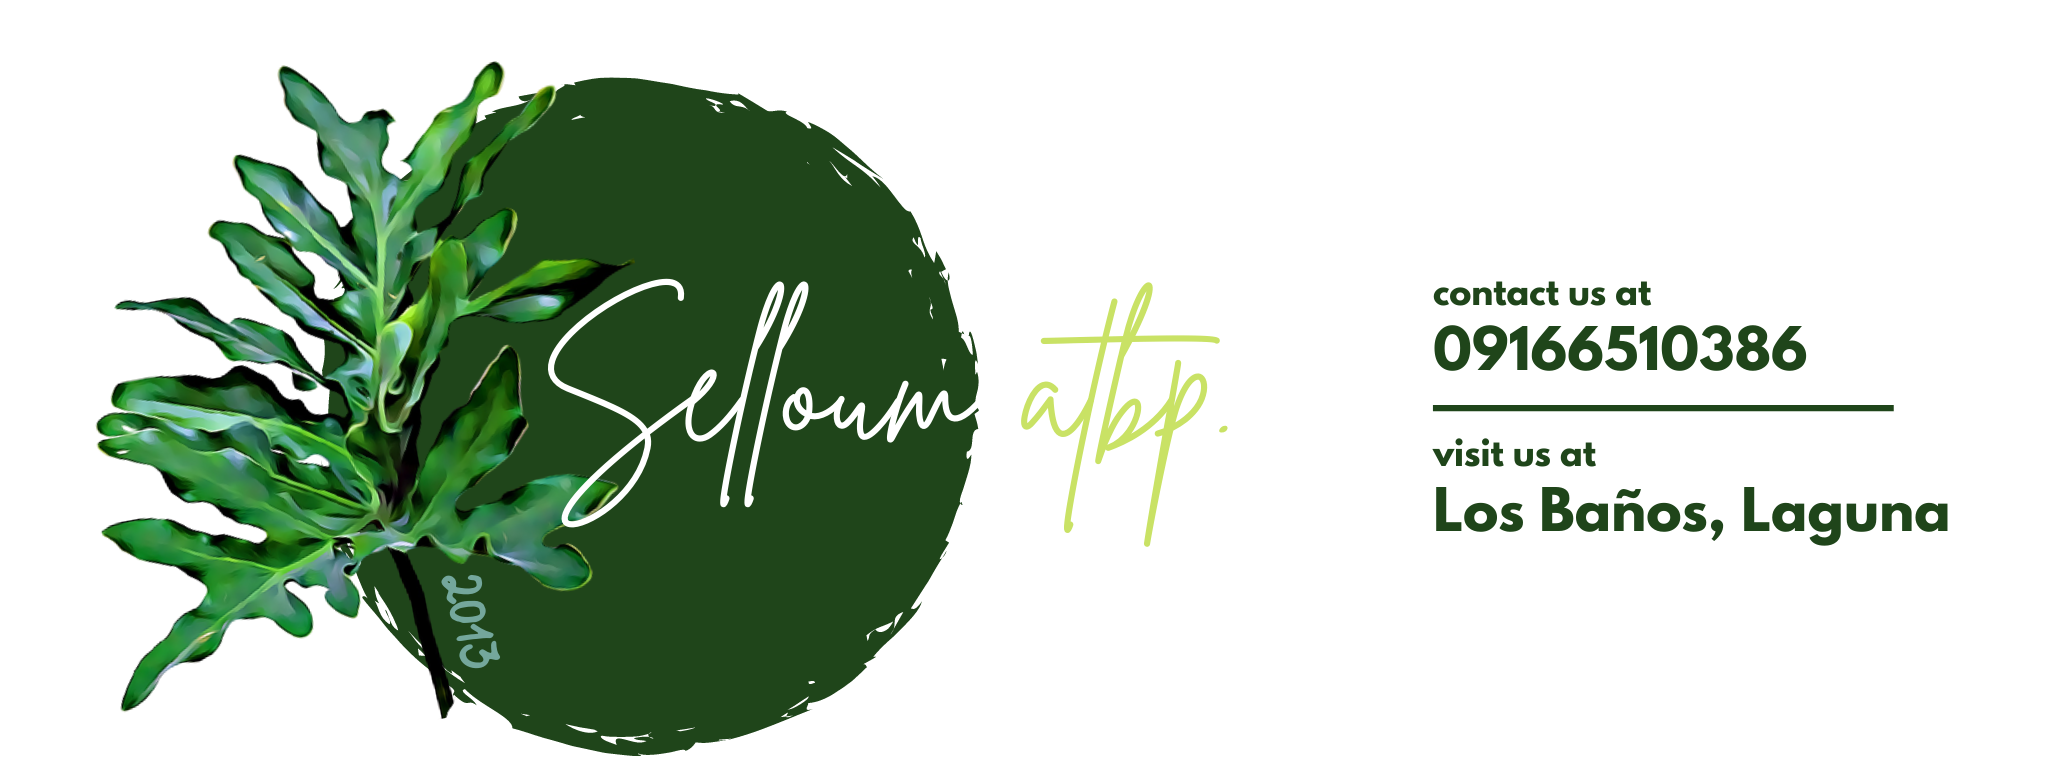 Selloum atbp.
2013
contact us at
09166510386
visit us at
Los Baños, Laguna